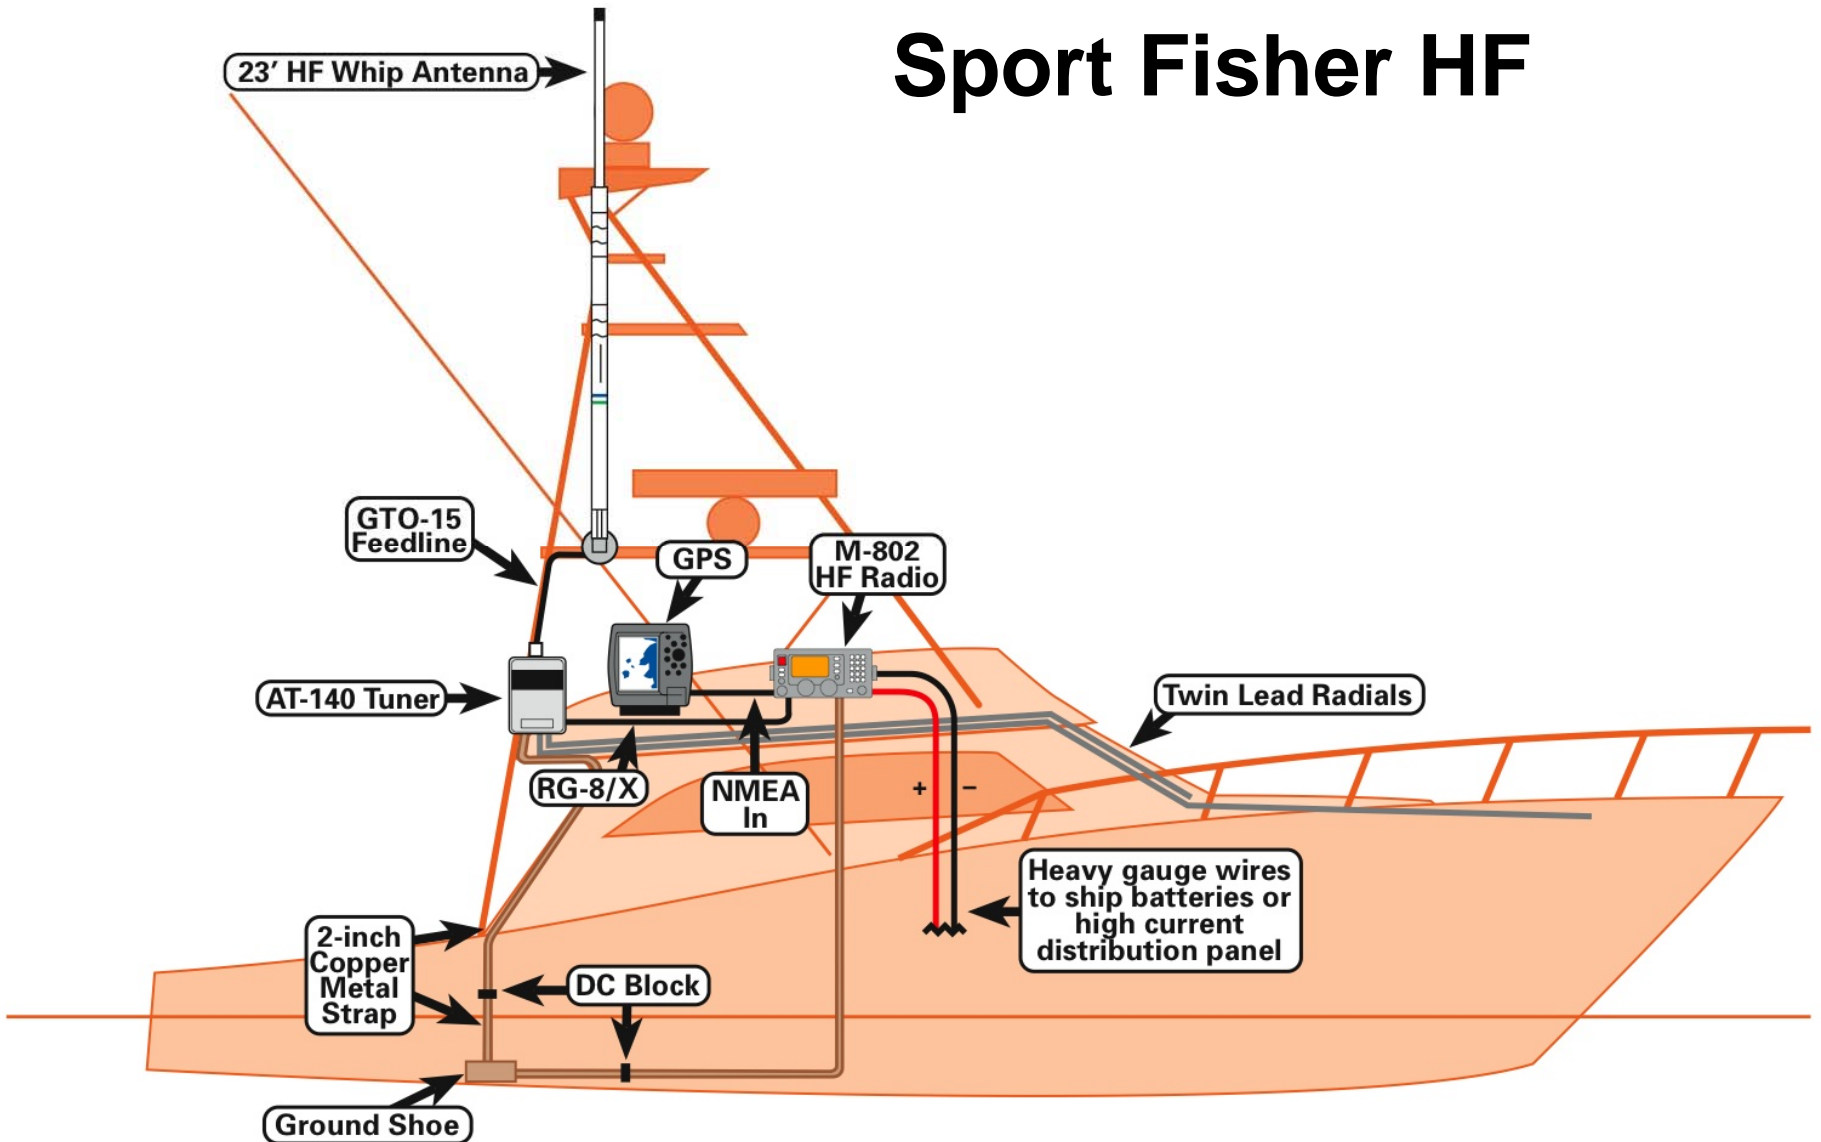 Sport Fisher HF
23′ HF Whip Antenna
GTO-15
Feedline
GPS
M-802
HF Radio
AT-140 Tuner
Twin Lead Radials
RG-8/X
NMEA
In
+ −
Heavy gauge wires
to ship batteries or
high current
distribution panel
2-inch
Copper
Metal
Strap
DC Block
Ground Shoe